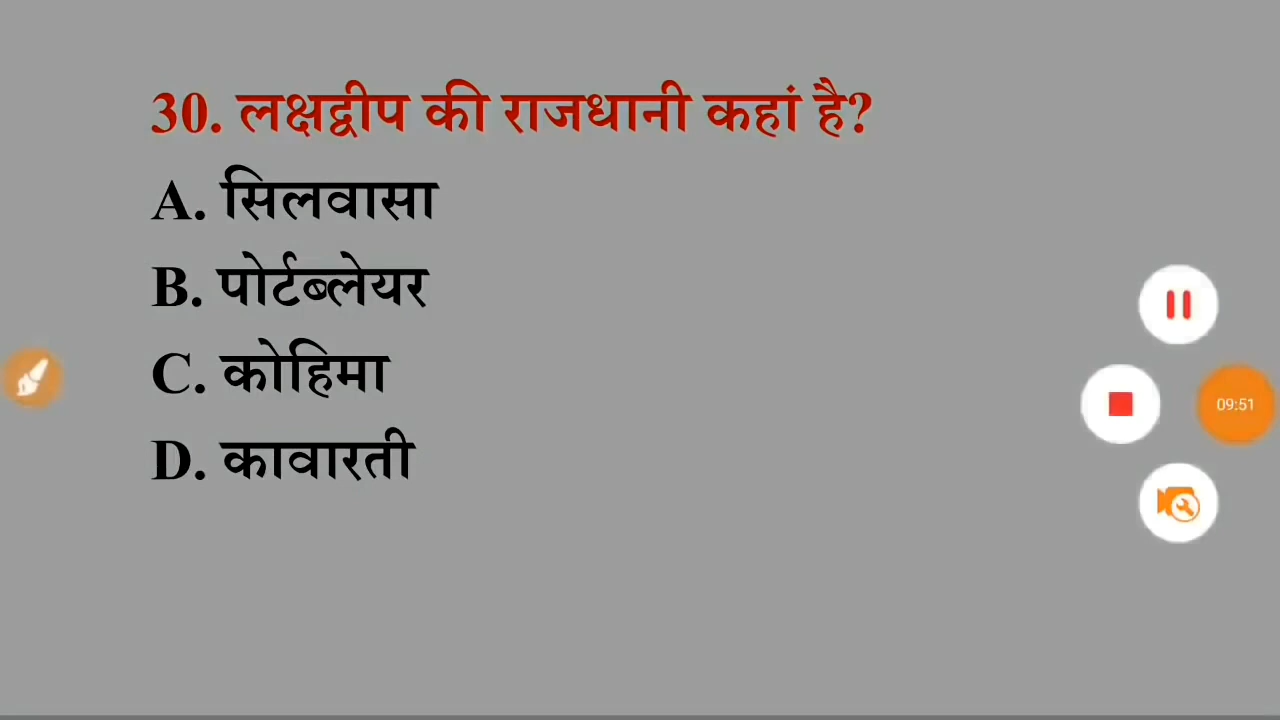 30. लक्षद्वीप की राजधानी कहां है?
A. सिलवासा
B. पोर्टब्लेयर
C. कोहिमा
D. कावारती
09:51